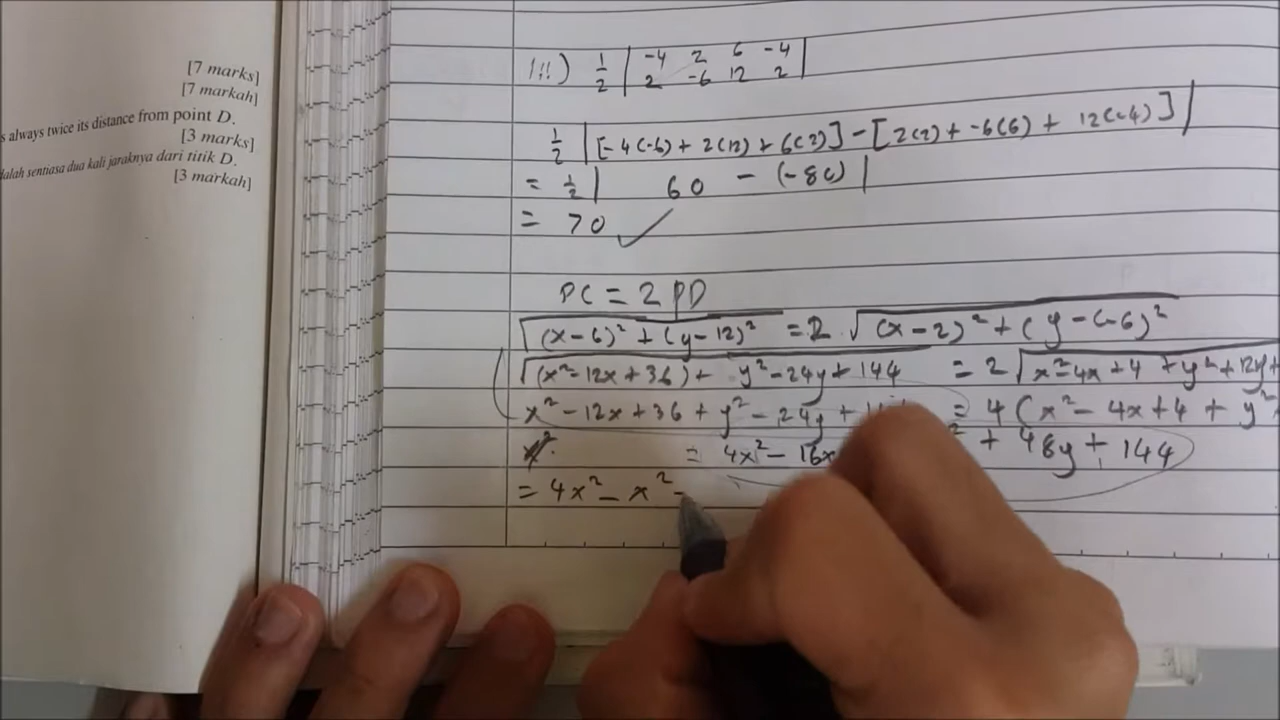 [7 marks]
[7 markah]
s always twice its distance from point D.
[3 marks]
dalah sentiasa dua kali jaraknya dari titik D.
[3 markah]
iii) 1/2 | -4 2 6 -4 |
2 -6 12 2
1/2 | [-4(-6) + 2(12) + 6(2)] - [2(2) + -6(6) + 12(-4)] |
= 1/2 | 60 - (-80) |
= 70 ✓
PC = 2 PD
√(x-6)² + (y-12)² = 2 √(x-2)² + (y-(-6)²
√(x²-12x+36) + y²-24y+144 = 2 √x²-4x+4 + y²+12y+
x² - 12x + 36 + y² - 24y + 1 = 4 (x² - 4x + 4 + y²
= 4x² - 16x ² + 48y + 144
= 4x² - x² -